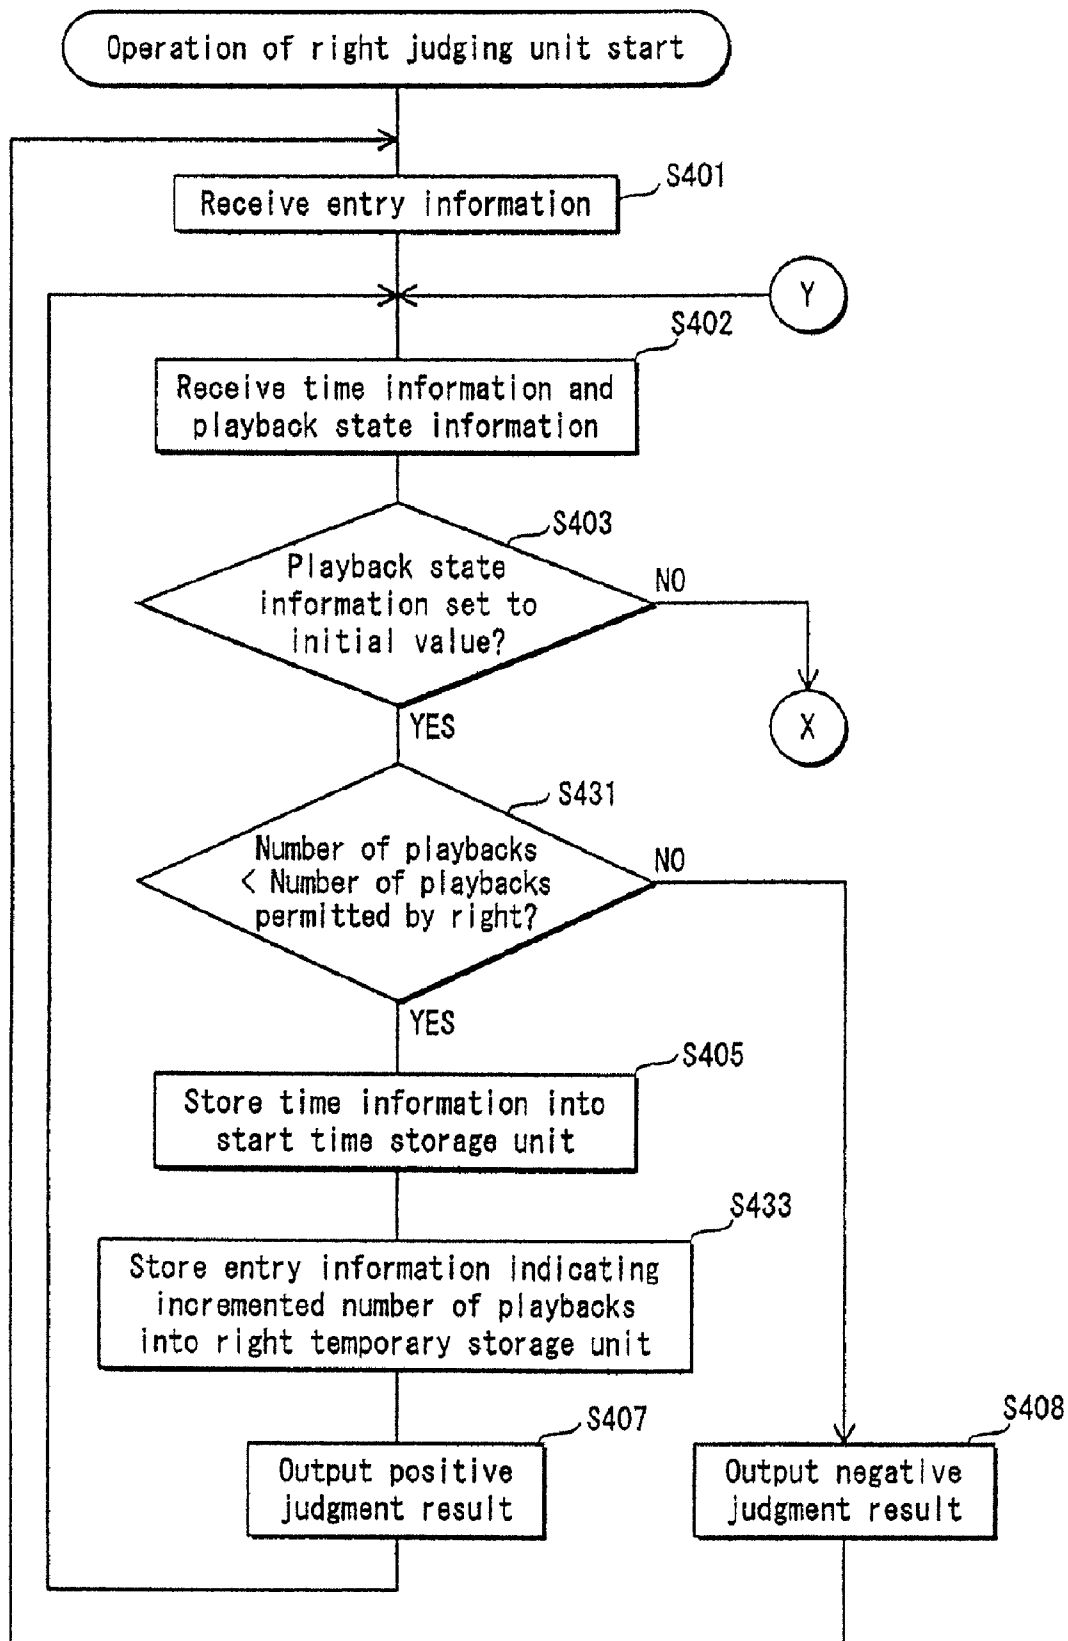 Operation of right judging unit start
S401
Receive entry information
Y
S402
Receive time information and
playback state information
S403
Playback state
information set to
initial value?
NO
YES
X
S431
Number of playbacks
< Number of playbacks
permitted by right?
NO
YES
S405
Store time information into
start time storage unit
S433
Store entry information indicating
incremented number of playbacks
into right temporary storage unit
S407
Output positive
judgment result
S408
Output negative
judgment result